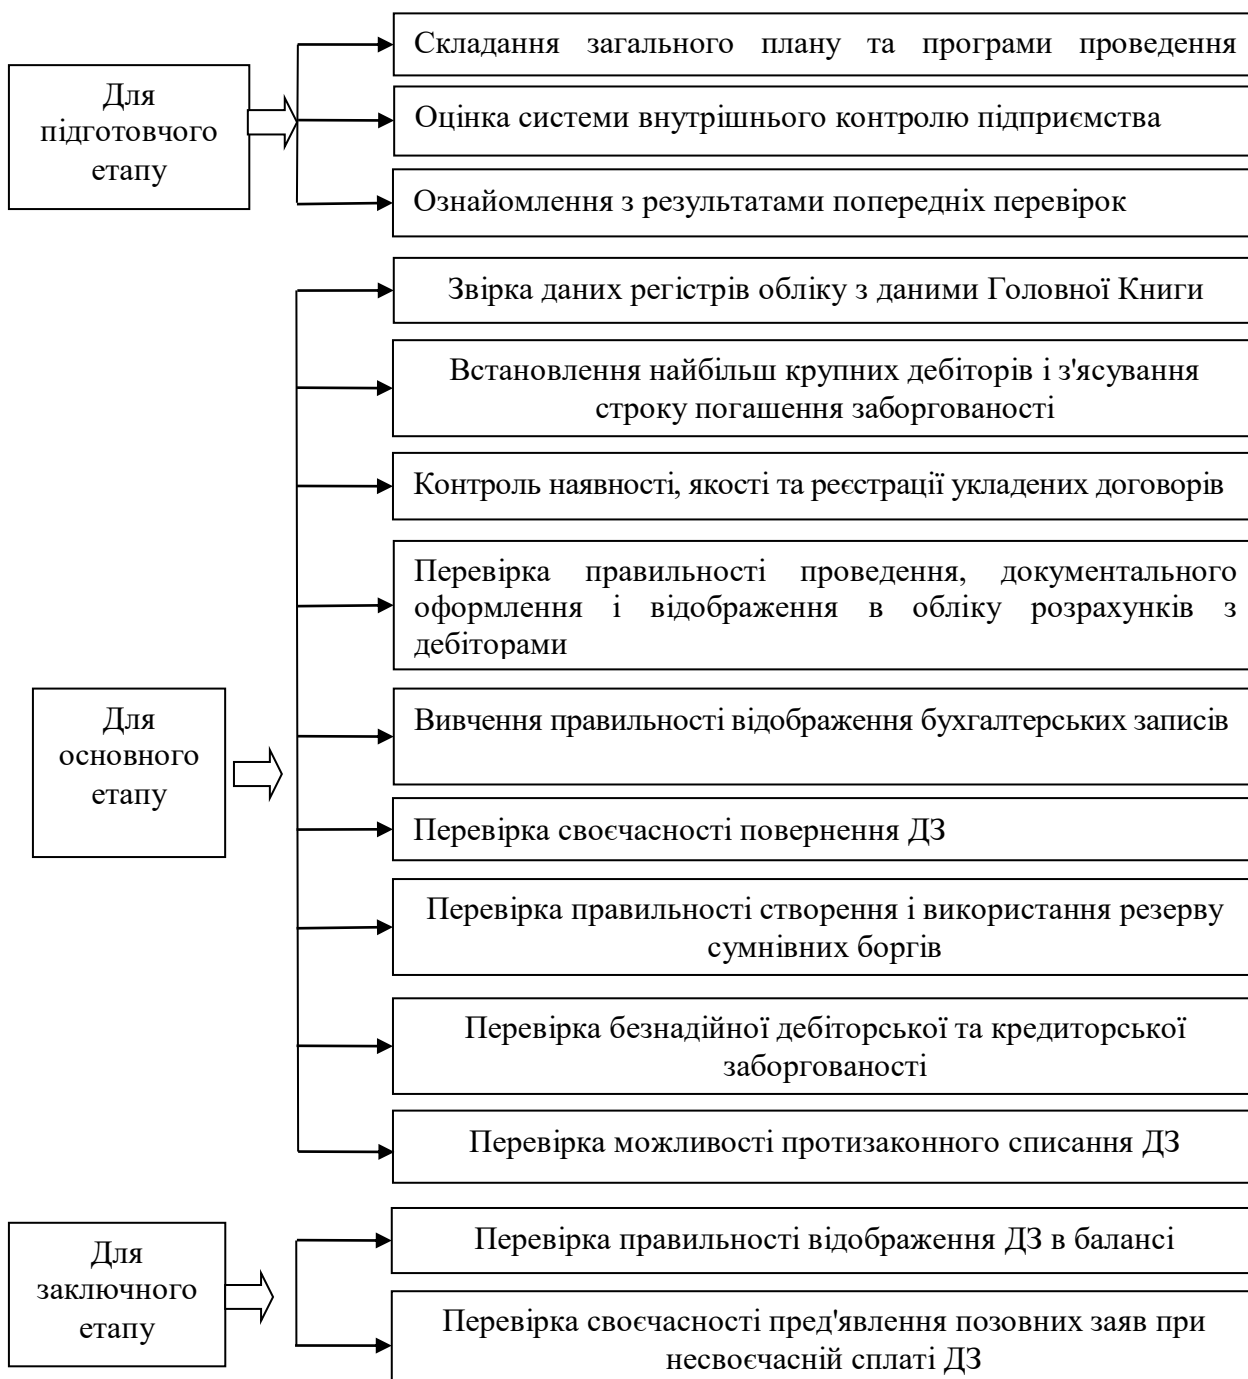 Для
підготовчого
етапу
Складання загального плану та програми проведення
Оцінка системи внутрішнього контролю підприємства
Ознайомлення з результатами попередніх перевірок
Для
основного
етапу
Звірка даних регістрів обліку з даними Головної Книги
Встановлення найбільш крупних дебіторів і з'ясування
строку погашення заборгованості
Контроль наявності, якості та реєстрації укладених договорів
Перевірка правильності проведення, документального
оформлення і відображення в обліку розрахунків з
дебіторами
Вивчення правильності відображення бухгалтерських записів
Перевірка своєчасності повернення ДЗ
Перевірка правильності створення і використання резерву
сумнівних боргів
Перевірка безнадійної дебіторської та кредиторської
заборгованості
Перевірка можливості протизаконного списання ДЗ
Для
заключного
етапу
Перевірка правильності відображення ДЗ в балансі
Перевірка своєчасності пред'явлення позовних заяв при
несвоєчасній сплаті ДЗ